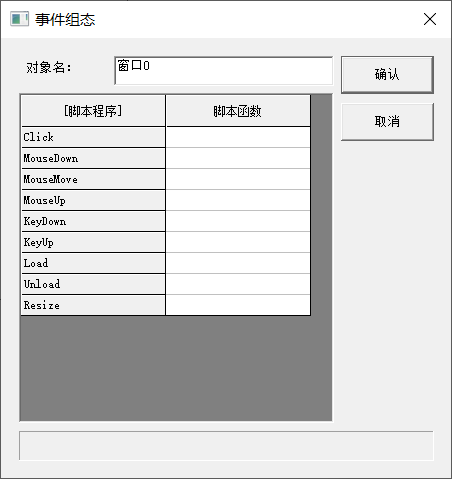 事件组态
对象名：
窗口0
确认
取消
[脚本程序] 脚本函数
Click
MouseDown
MouseMove
MouseUp
KeyDown
KeyUp
Load
Unload
Resize